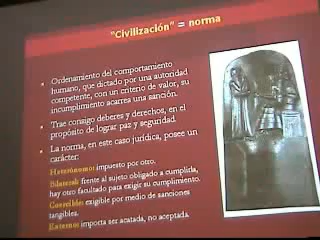 "Civilización" = norma
• Ordenamiento del comportamiento
humano, que dictado por una autoridad
competente, con un criterio de valor, su
incumplimiento acarrea una sanción.
• Trae consigo deberes y derechos, en el
propósito de lograr paz y seguridad
• La norma, en este caso jurídica, posee un
carácter:
Heterónomo: impuesto por otro.
Bilateral: frente al sujeto obligado a cumplirla,
hay otro facultado para exigir su cumplimiento.
Coercible: exigible por medio de sanciones
tangibles.
Externo: importa ser acatada, no aceptada